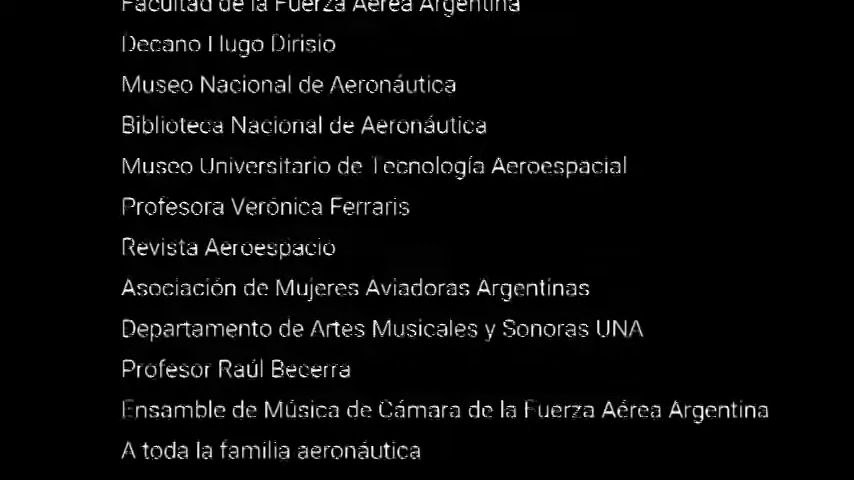 Facultad de la Fuerza Aérea Argentina
Decano Hugo Dirisio
Museo Nacional de Aeronáutica
Biblioteca Nacional de Aeronáutica
Museo Universitario de Tecnología Aeroespacial
Profesora Verónica Ferraris
Revista Aeroespacio
Asociación de Mujeres Aviadoras Argentinas
Departamento de Artes Musicales y Sonoras UNA
Profesor Raúl Becerra
Ensamble de Música de Cámara de la Fuerza Aérea Argentina
A toda la familia aeronáutica